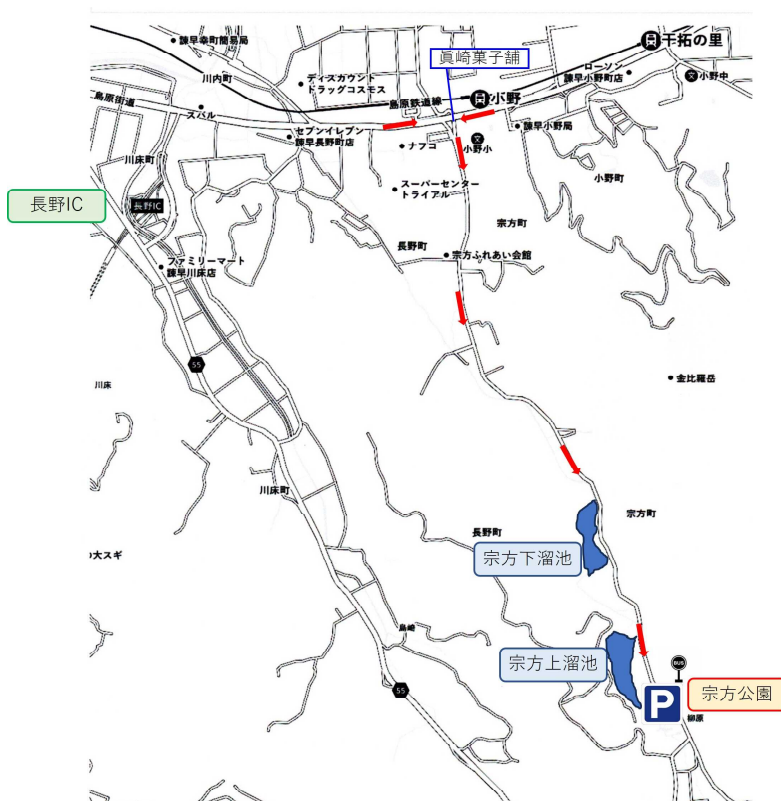 諫早幸町簡易局
干拓の里
眞崎菓子舗
ローソン
諫早小野町店
小野中
川内町
ディスカウント
ドラッグコスモス
島原鉄道線
小野
島原街道
スバル
セブンイレブン
諫早長野町店
ナフコ
小野小
諫早小野局
川床町
スーパーセンター
トライアル
小野町
長野IC
長野IC
宗方町
長野町
宗方ふれあい会館
ファミリーマート
諫早川床店
55
川床
金比羅岳
川床町
宗方町
長野町
の大スギ
宗方下溜池
島崎
宗方上溜池
BUS
55
P
宗方公園
柳原